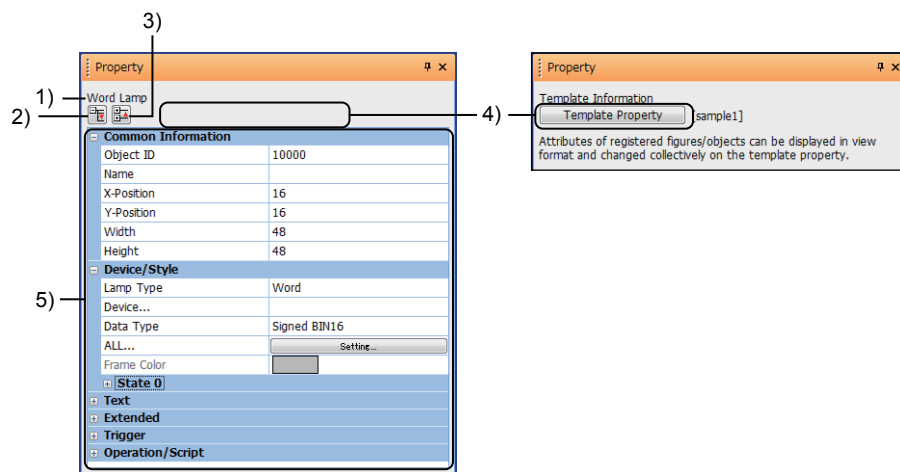 3)
Property
1)
Word Lamp
2)
4)
Common Information
Object ID 10000
Name
X-Position 16
Y-Position 16
Width 48
Height 48
Device/Style
5)
Lamp Type Word
Device...
Data Type Signed BIN16
ALL... Setting...
Frame Color
State 0
Text
Extended
Trigger
Operation/Script
Property
Template Information
Template Property [sample1]
Attributes of registered figures/objects can be displayed in view
format and changed collectively on the template property.